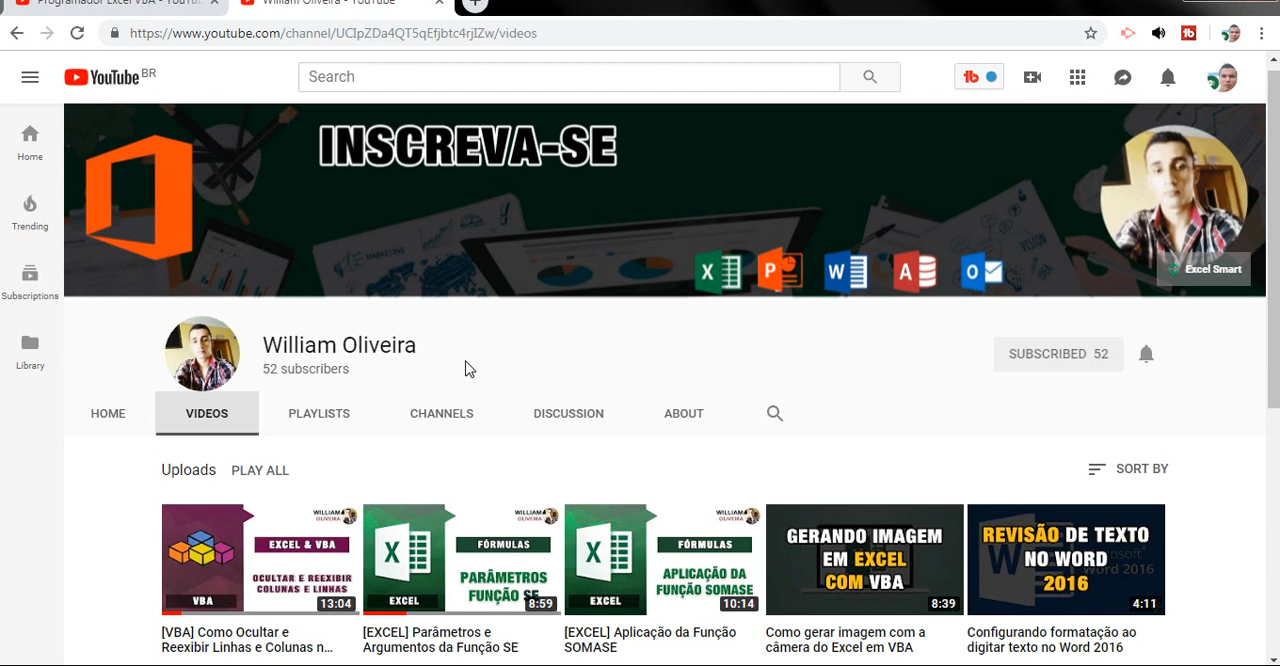 Programador Excel VBA - YouTub
William Oliveira - YouTube
https://www.youtube.com/channel/UCIpZDa4QT5qEfjbtc4rjIZw/videos
YouTube BR
Search
tb
INSCREVA-SE
Home
Trending
Subscriptions
Library
X P W A O
Excel Smart
William Oliveira
52 subscribers
SUBSCRIBED 52
HOME VIDEOS PLAYLISTS CHANNELS DISCUSSION ABOUT
Uploads PLAY ALL
SORT BY
WILLIAM OLIVEIRA
EXCEL & VBA
OCULTAR E REEXIBIR
COLUNAS E LINHAS
VBA
13:04
[VBA] Como Ocultar e
Reexibir Linhas e Colunas n...
WILLIAM OLIVEIRA
X
FÓRMULAS
PARÂMETROS
FUNÇÃO SE
EXCEL
8:59
[EXCEL] Parâmetros e
Argumentos da Função SE
WILLIAM OLIVEIRA
X
FÓRMULAS
APLICAÇÃO DA
FUNÇÃO SOMASE
EXCEL
10:14
[EXCEL] Aplicação da Função
SOMASE
GERANDO IMAGEM
EM EXCEL
COM VBA
8:39
Como gerar imagem com a
câmera do Excel em VBA
REVISÃO DE TEXTO
NO WORD
2016
4:11
Configurando formatação ao
digitar texto no Word 2016